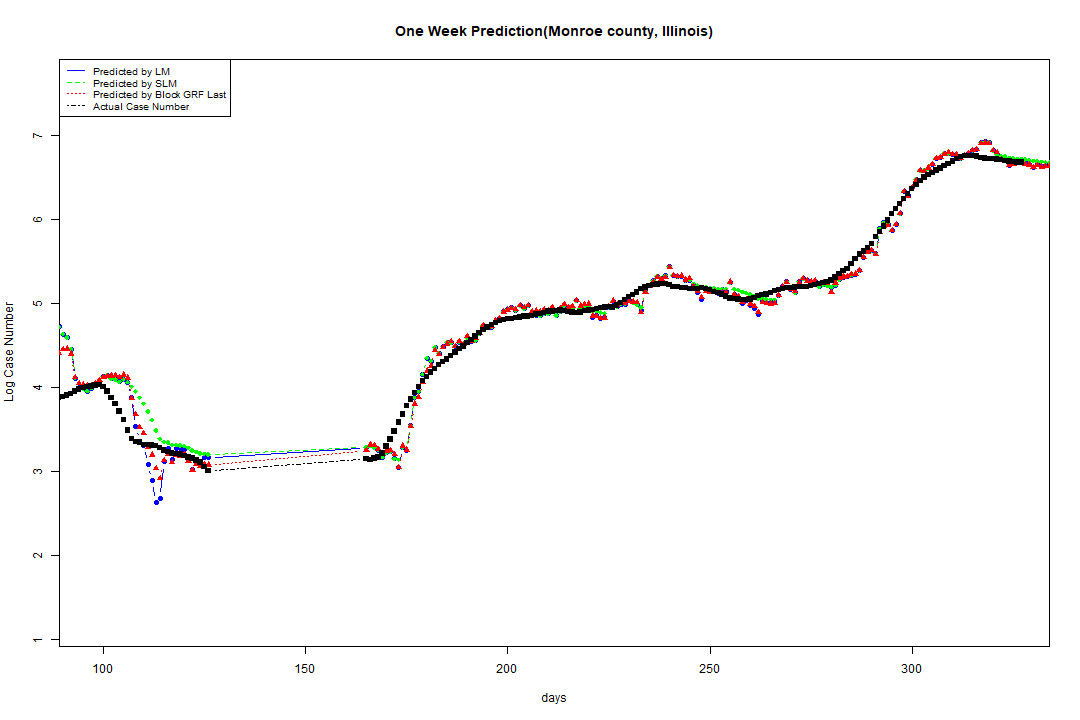 One Week Prediction(Monroe county, Illinois)
Predicted by LM
Predicted by SLM
Predicted by Block GRF Last
Actual Case Number
7
6
5
4
3
2
1
Log Case Number
100 150 200 250 300
days